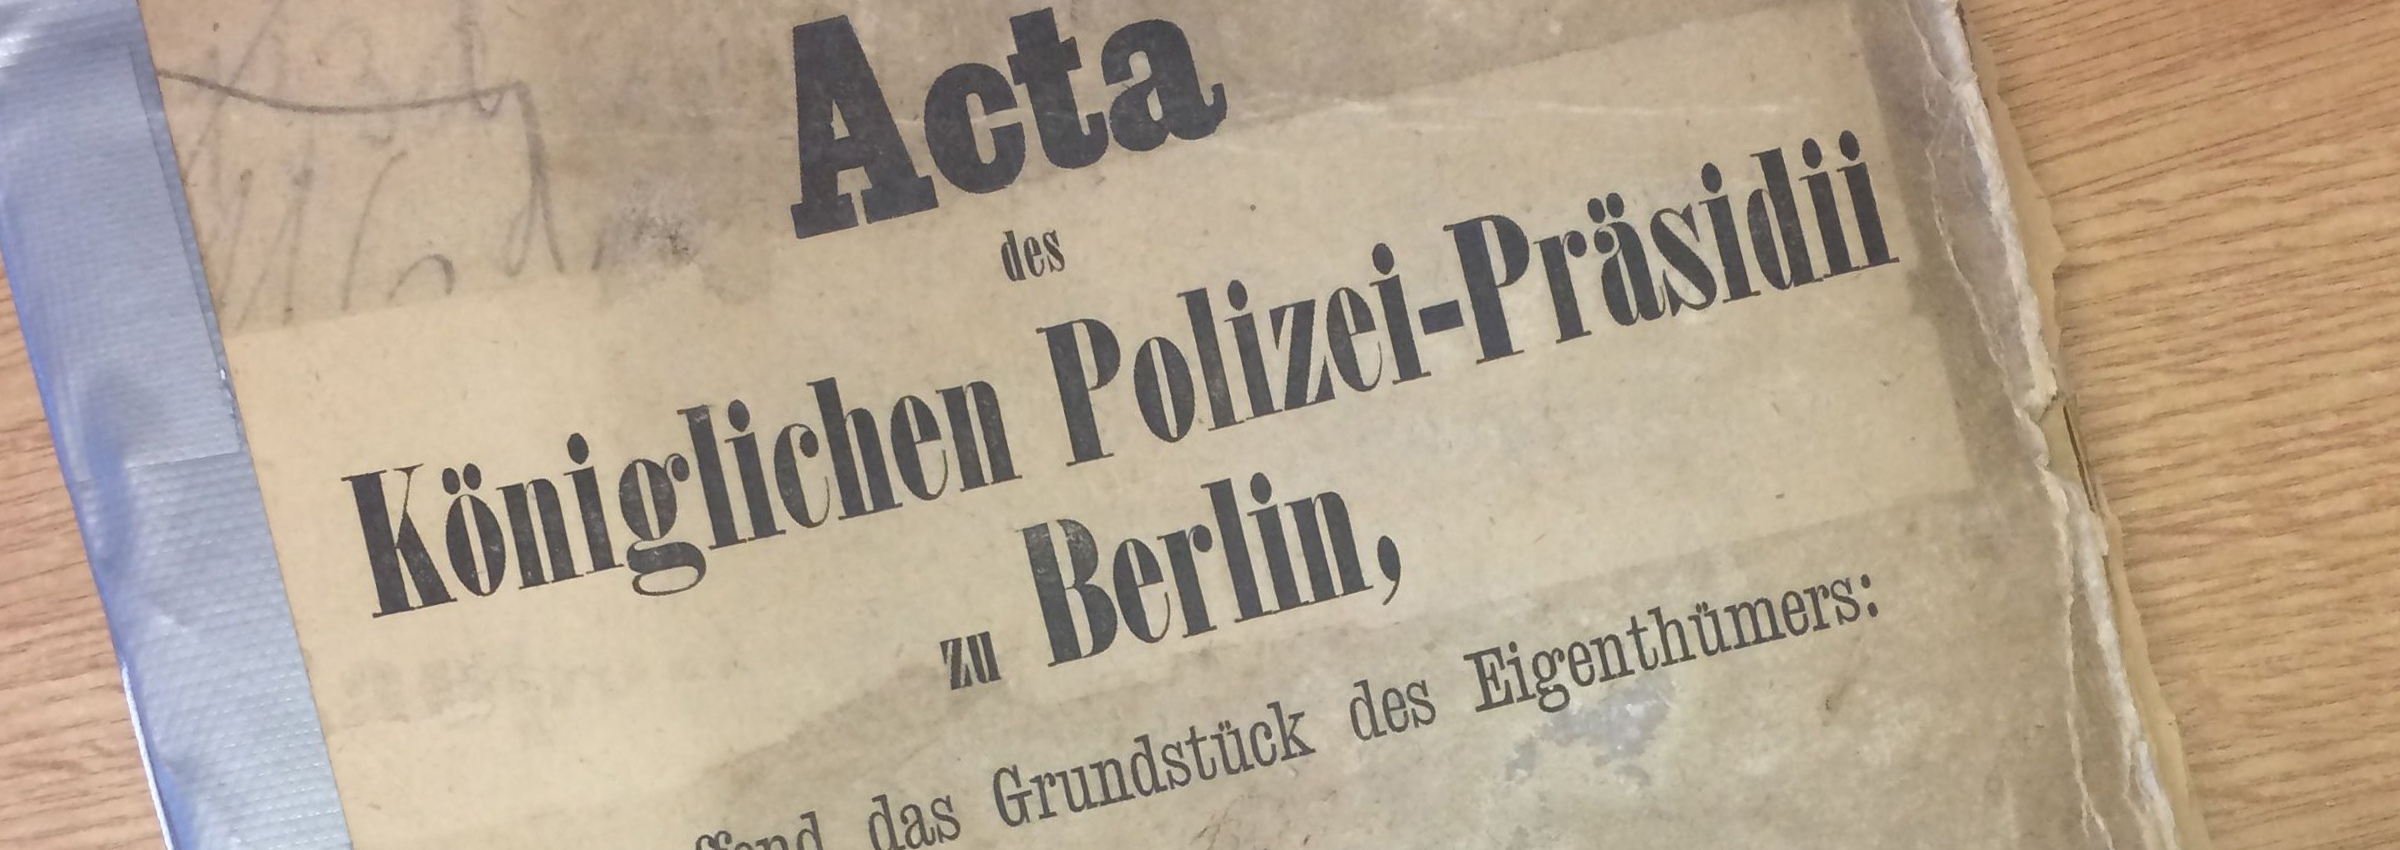 Acta
des
Königlichen Polizei-Präsidii
zu Berlin,
das Grundstück des Eigenthümers: